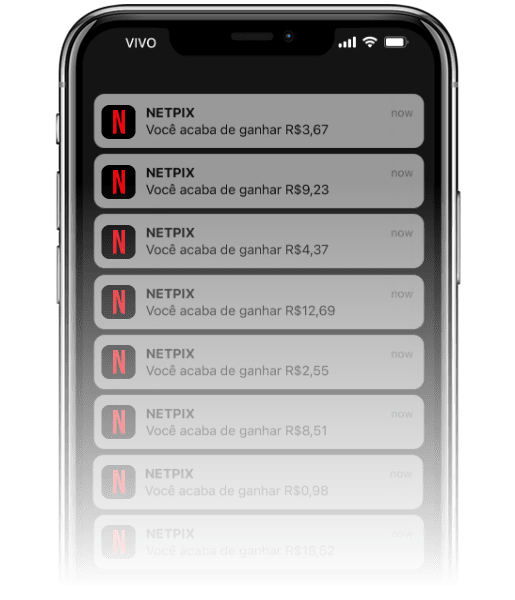 VIVO
NETPIX now
Você acaba de ganhar R$3,67
NETPIX now
Você acaba de ganhar R$9,23
NETPIX now
Você acaba de ganhar R$4,37
NETPIX now
Você acaba de ganhar R$12,69
NETPIX now
Você acaba de ganhar R$2,55
NETPIX now
Você acaba de ganhar R$8,51
NETPIX now
Você acaba de ganhar R$0,98
NETPIX now
Você acaba de ganhar R$18,52